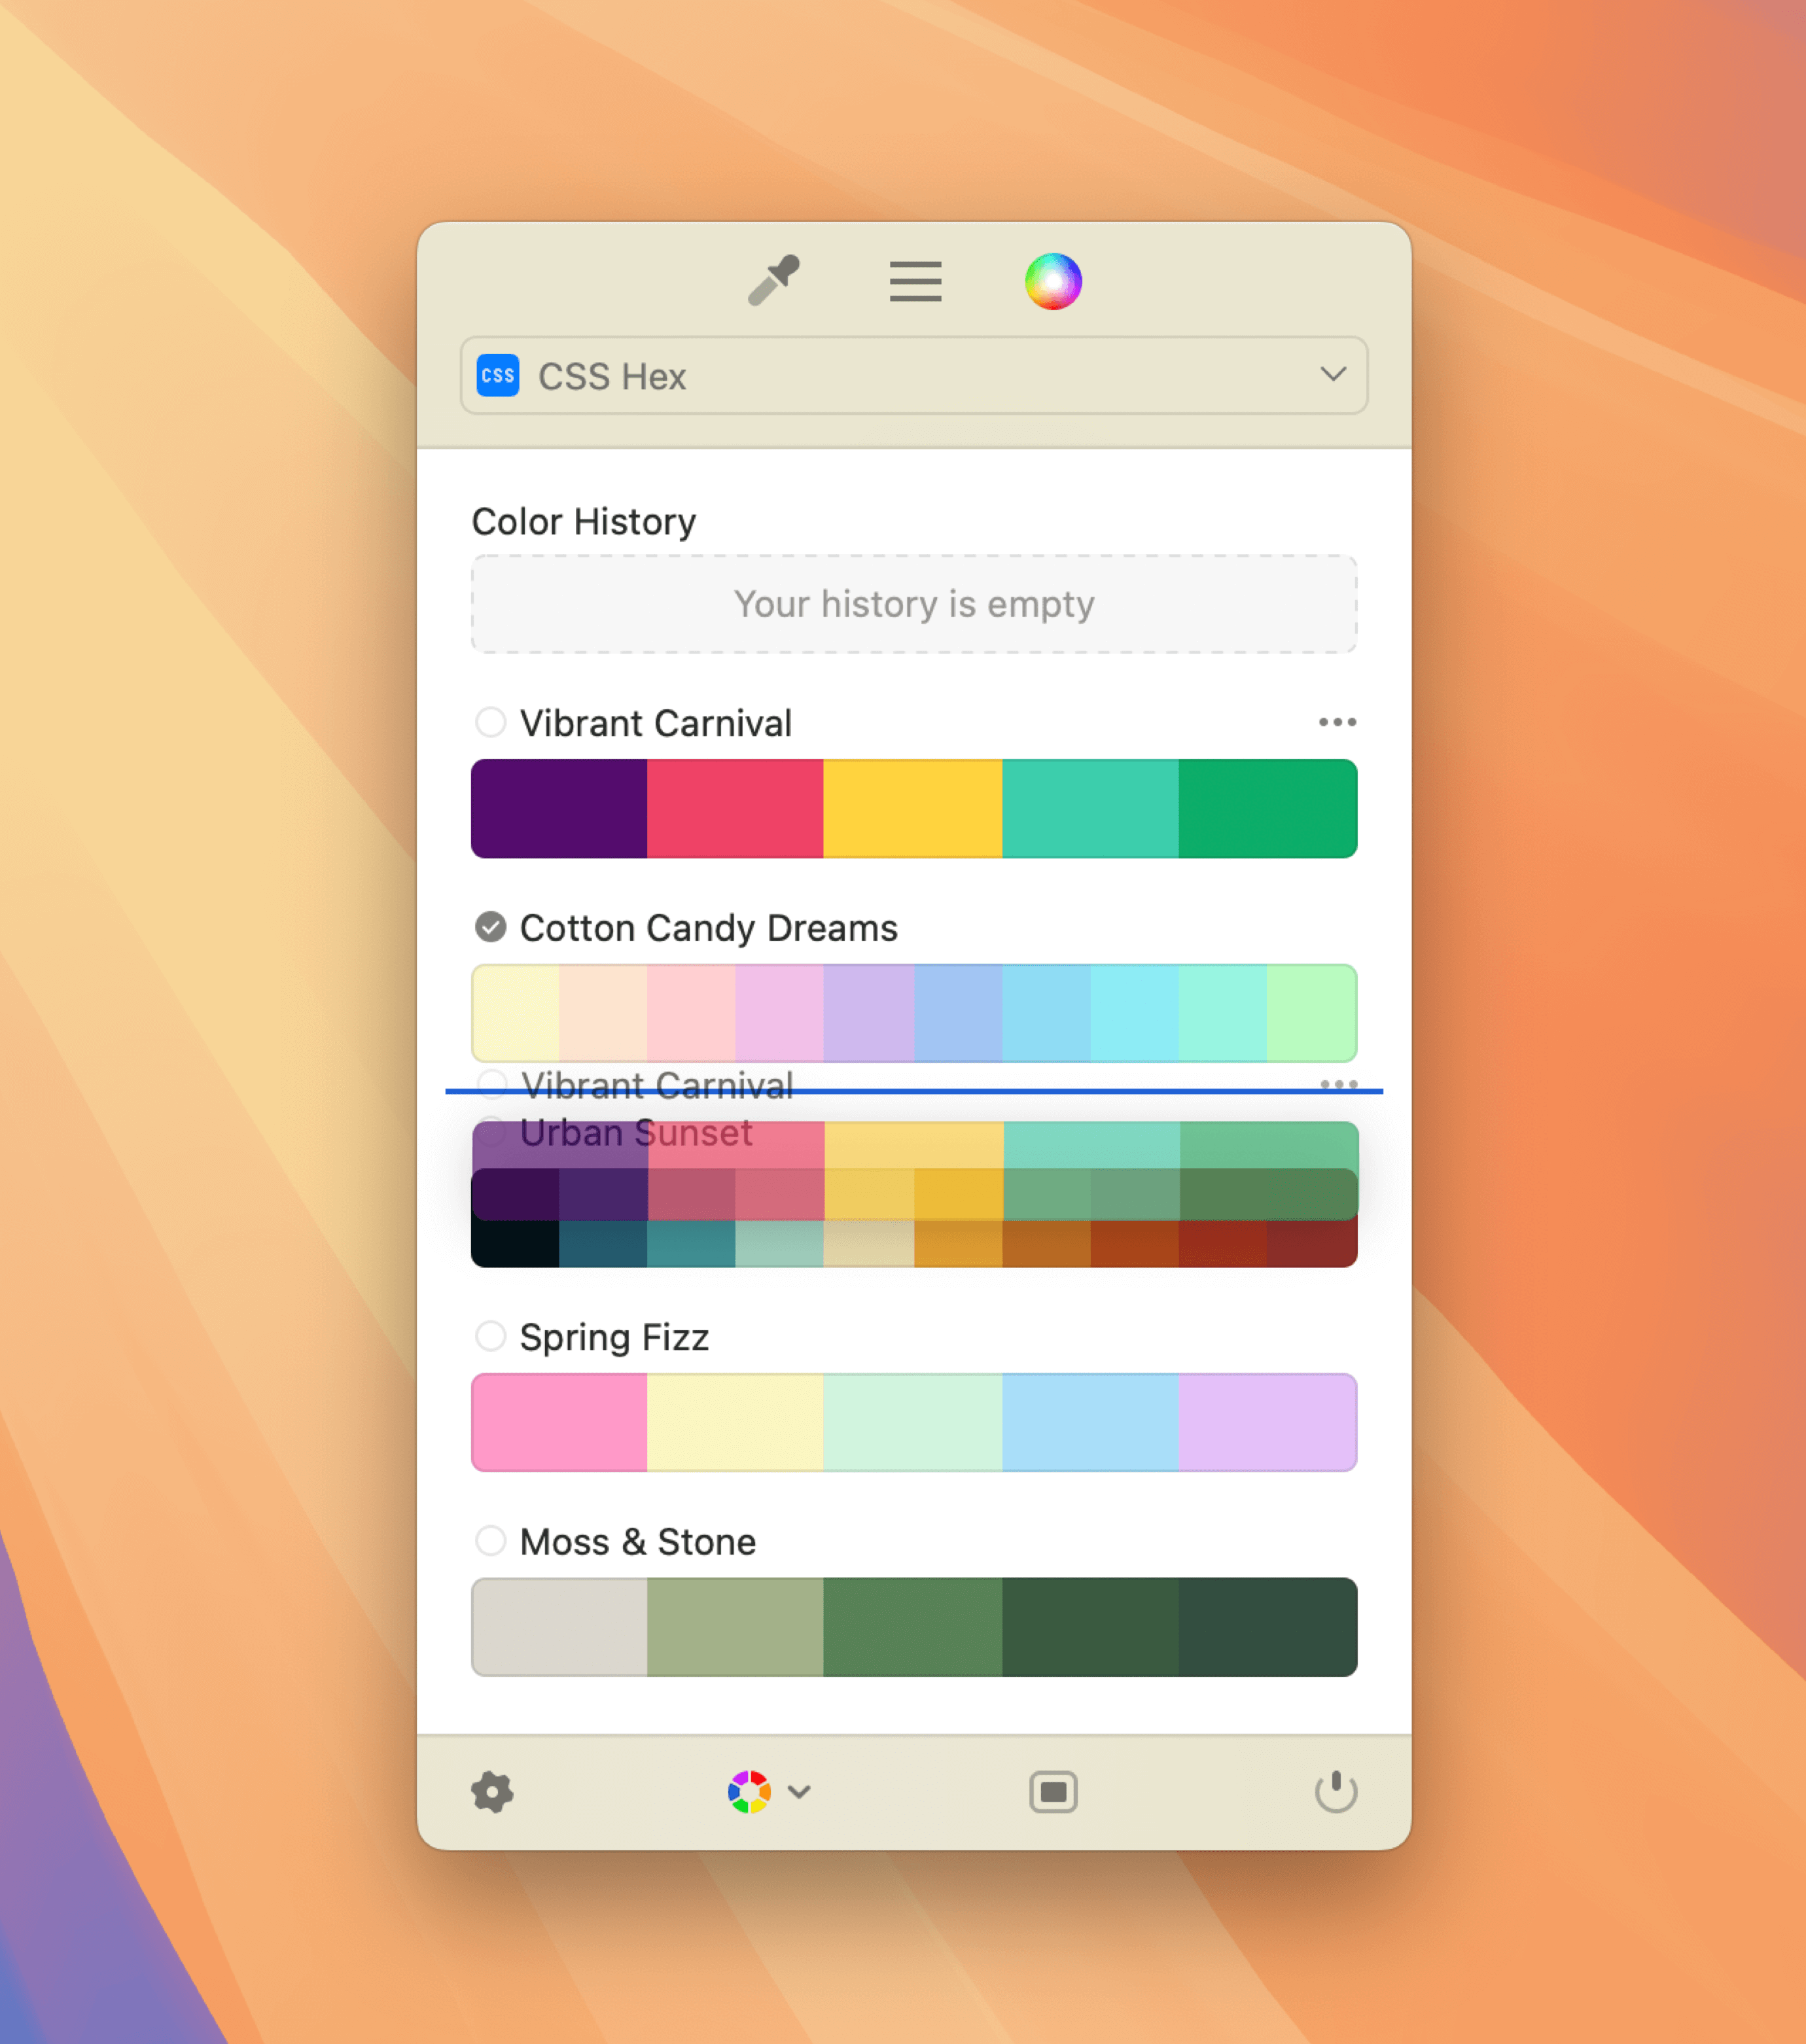 CSS CSS Hex
Color History
Your history is empty
Vibrant Carnival
Cotton Candy Dreams
Vibrant Carnival
Urban Sunset
Spring Fizz
Moss & Stone